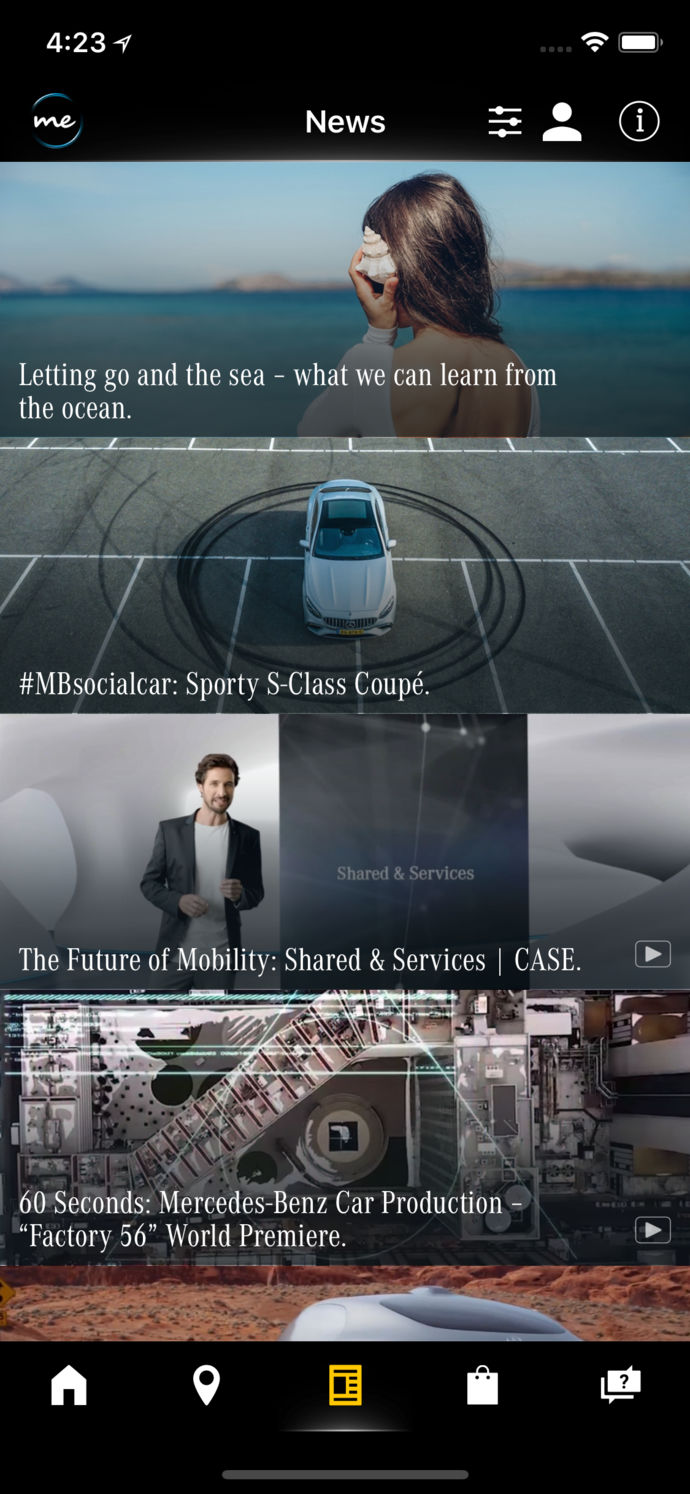 4:23
me
News
i
Letting go and the sea – what we can learn from
the ocean.
#MBsocialcar: Sporty S-Class Coupé.
Shared & Services
The Future of Mobility: Shared & Services | CASE.
60 Seconds: Mercedes-Benz Car Production –
“Factory 56” World Premiere.
?